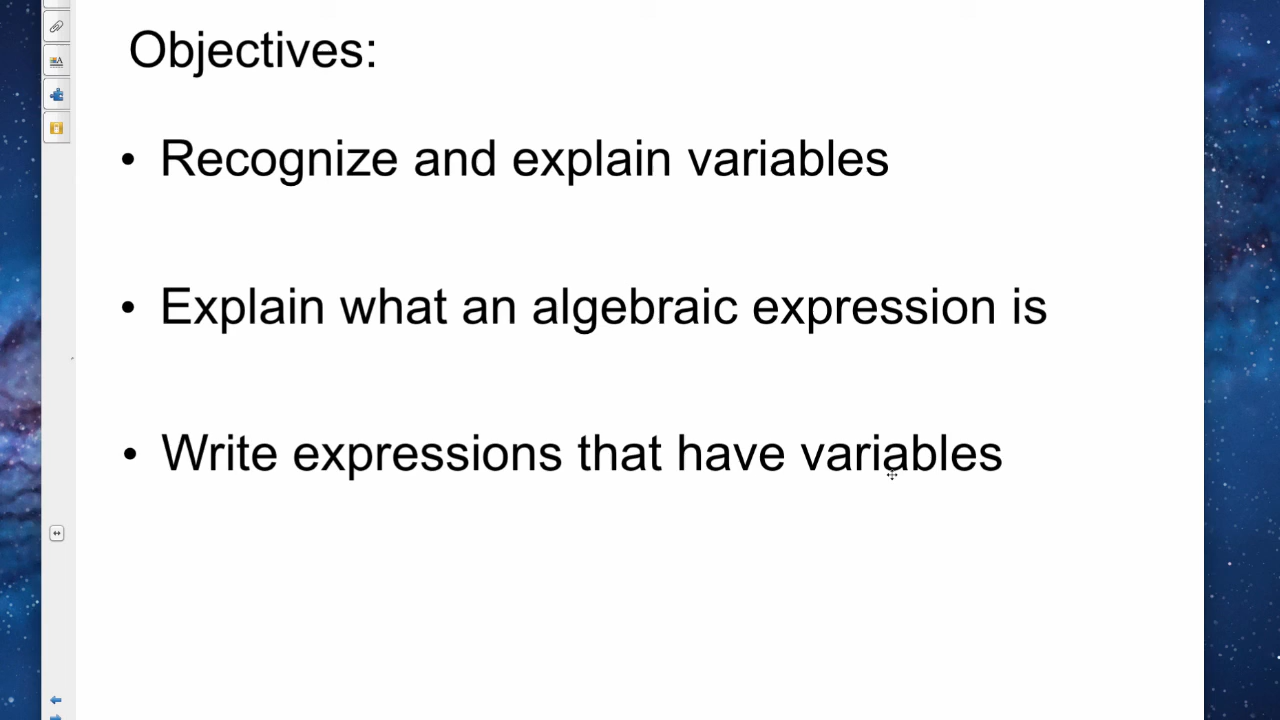 Objectives:
• Recognize and explain variables
• Explain what an algebraic expression is
• Write expressions that have variables